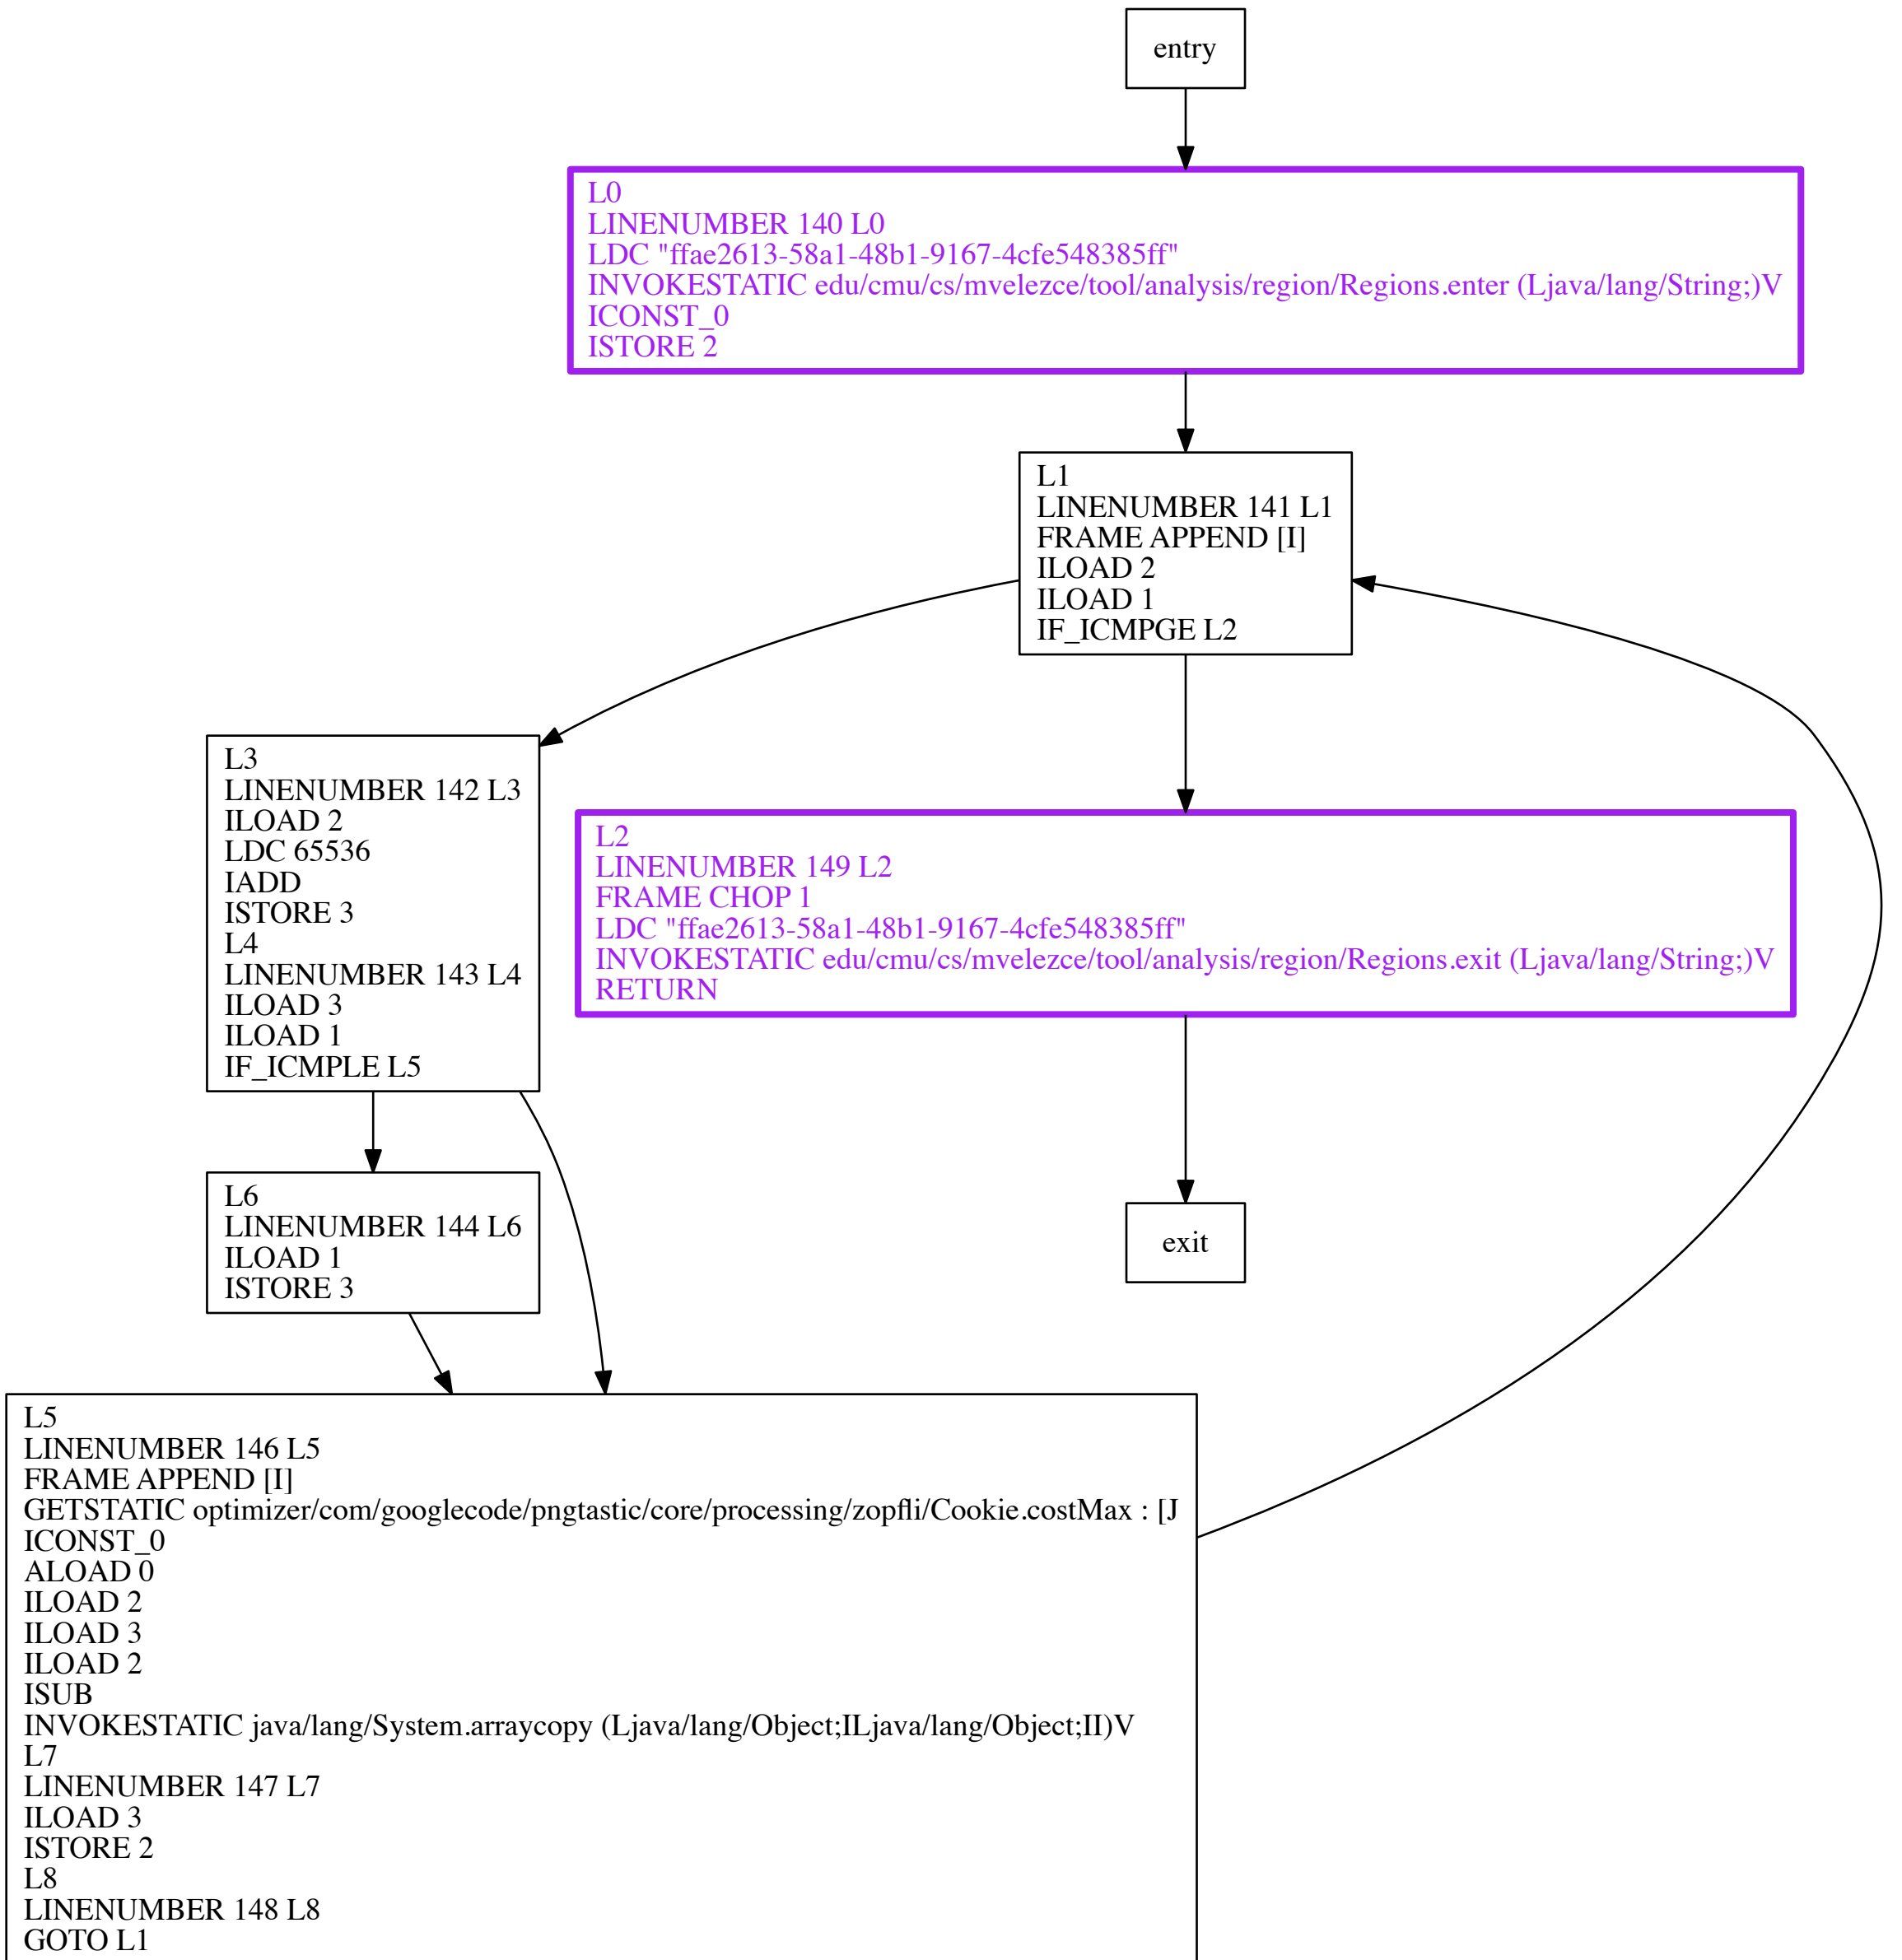 entry
L0
LINENUMBER 140 L0
LDC "ffae2613-58a1-48b1-9167-4cfe548385ff"
INVOKESTATIC edu/cmu/cs/mvelezce/tool/analysis/region/Regions.enter (Ljava/lang/String;)V
ICONST_0
ISTORE 2
L1
LINENUMBER 141 L1
FRAME APPEND [I]
ILOAD 2
ILOAD 1
IF_ICMPGE L2
L3
LINENUMBER 142 L3
ILOAD 2
LDC 65536
IADD
ISTORE 3
L4
LINENUMBER 143 L4
ILOAD 3
ILOAD 1
IF_ICMPLE L5
L2
LINENUMBER 149 L2
FRAME CHOP 1
LDC "ffae2613-58a1-48b1-9167-4cfe548385ff"
INVOKESTATIC edu/cmu/cs/mvelezce/tool/analysis/region/Regions.exit (Ljava/lang/String;)V
RETURN
L6
LINENUMBER 144 L6
ILOAD 1
ISTORE 3
exit
L5
LINENUMBER 146 L5
FRAME APPEND [I]
GETSTATIC optimizer/com/googlecode/pngtastic/core/processing/zopfli/Cookie.costMax : [J
ICONST_0
ALOAD 0
ILOAD 2
ILOAD 3
ILOAD 2
ISUB
INVOKESTATIC java/lang/System.arraycopy (Ljava/lang/Object;ILjava/lang/Object;II)V
L7
LINENUMBER 147 L7
ILOAD 3
ISTORE 2
L8
LINENUMBER 148 L8
GOTO L1